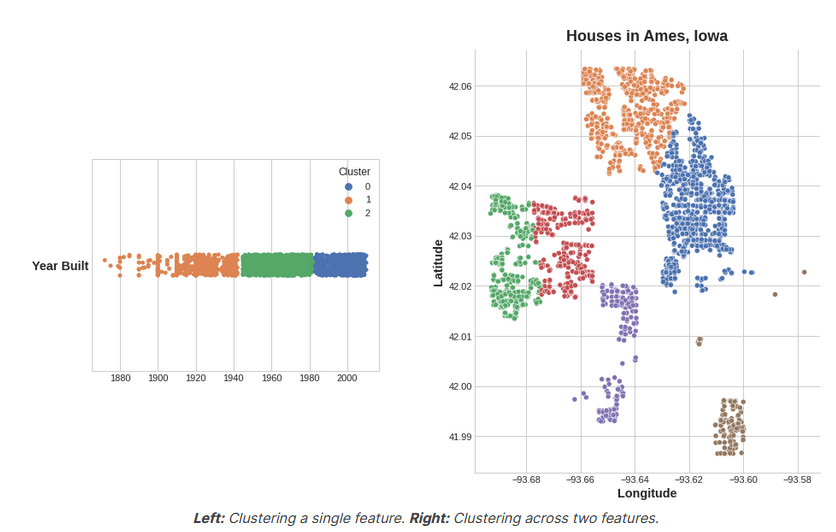 Houses in Ames, Iowa
Cluster
0
1
2
Year Built
1880 1900 1920 1940 1960 1980 2000
Latitude
42.06
42.05
42.04
42.03
42.02
42.01
42.00
41.99
−93.68 −93.66 −93.64 −93.62 −93.60 −93.58
Longitude
Left: Clustering a single feature. Right: Clustering across two features.